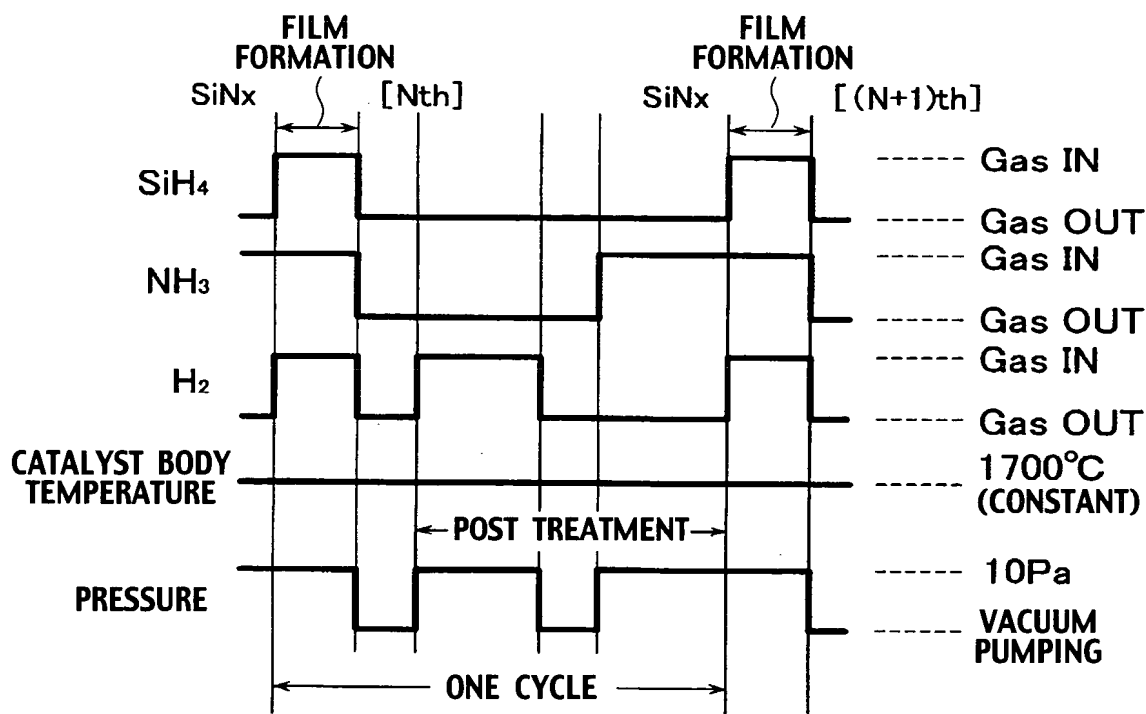 FILM
FORMATION
FILM
FORMATION
SiNx
[Nth]
SiNx
[(N+1)th]
SiH₄
Gas IN
Gas OUT
NH₃
Gas IN
Gas OUT
H₂
Gas IN
Gas OUT
CATALYST BODY
TEMPERATURE
1700°C
(CONSTANT)
POST TREATMENT
PRESSURE
10Pa
VACUUM
PUMPING
ONE CYCLE